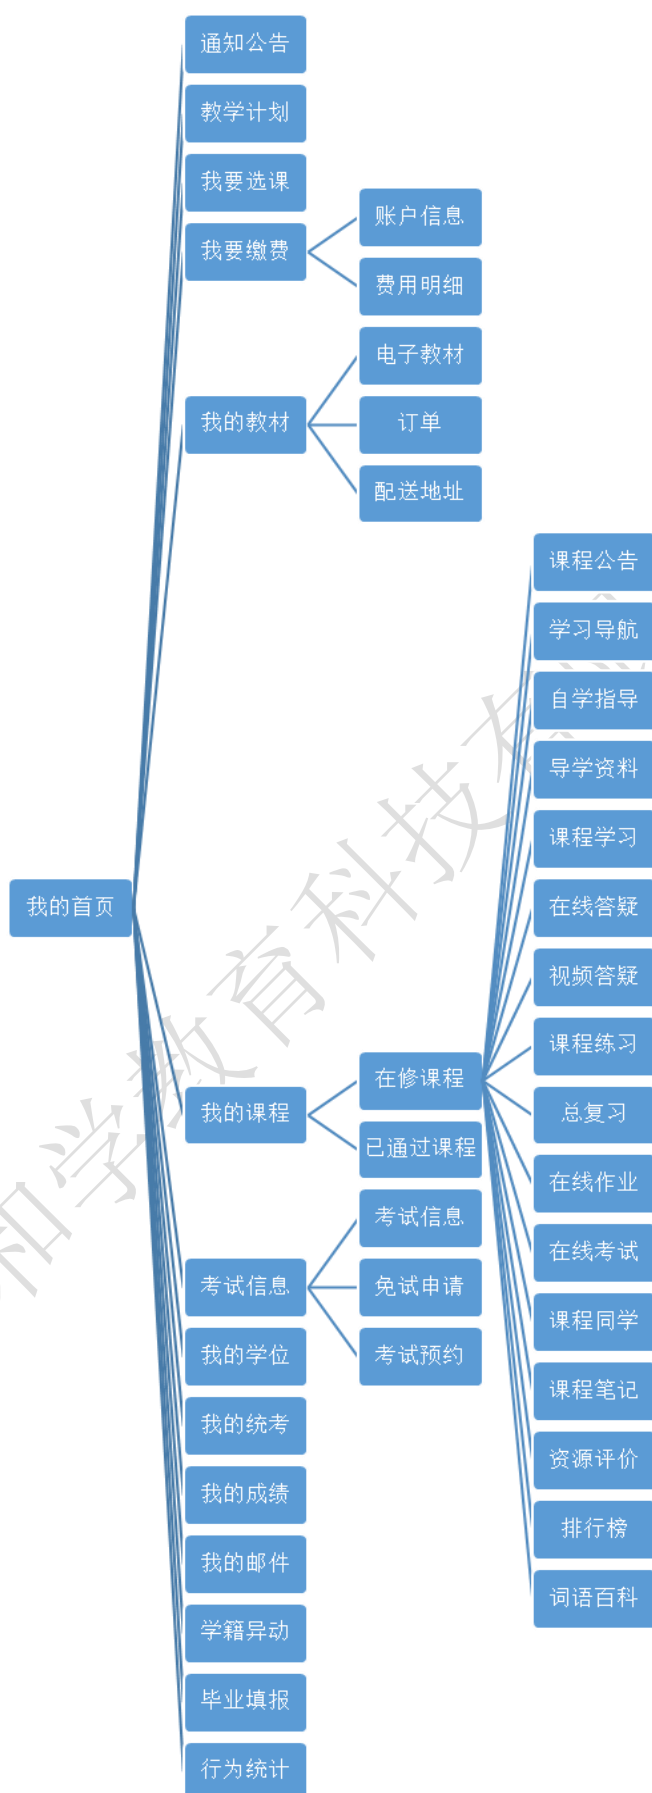 通知公告
教学计划
我要选课
我要缴费
账户信息
费用明细
我的教材
电子教材
订单
配送地址
我的首页
我的课程
在修课程
课程公告
学习导航
自学指导
导学资料
课程学习
在线答疑
视频答疑
课程练习
总复习
在线作业
在线考试
课程同学
课程笔记
资源评价
排行榜
词语百科
已通过课程
考试信息
考试信息
免试申请
考试预约
我的学位
我的统考
我的成绩
我的邮件
学籍异动
毕业填报
行为统计
和学教育科技有